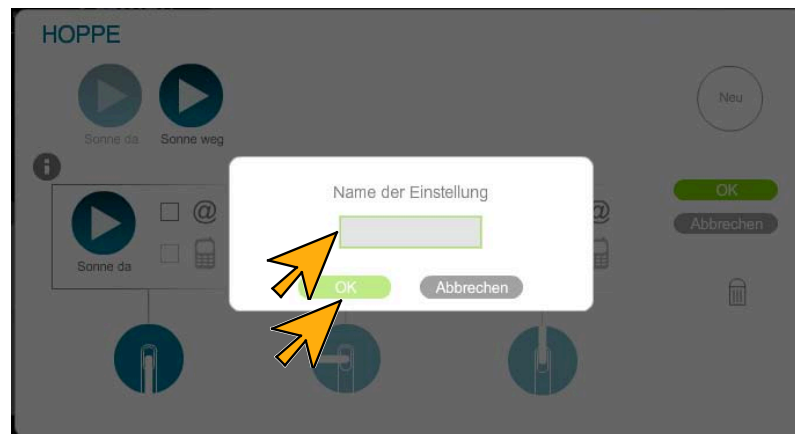 HOPPE
Neu
Sonne da
Sonne weg
Name der Einstellung
OK
Abbrechen
@
@
Sonne da
OK
Abbrechen